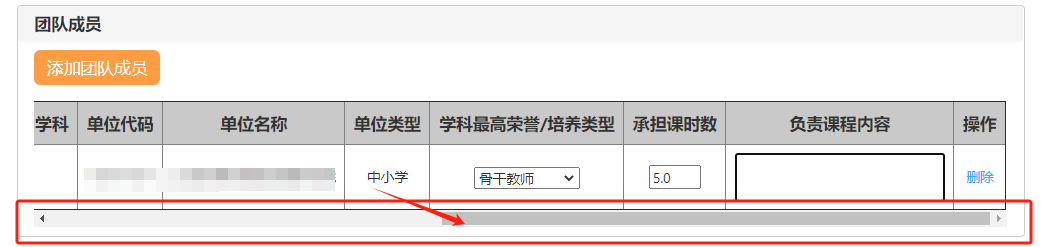 团队成员
添加团队成员
学科 单位代码 单位名称 单位类型 学科最高荣誉/培养类型 承担课时数 负责课程内容 操作
中小学 骨干教师 5.0 删除